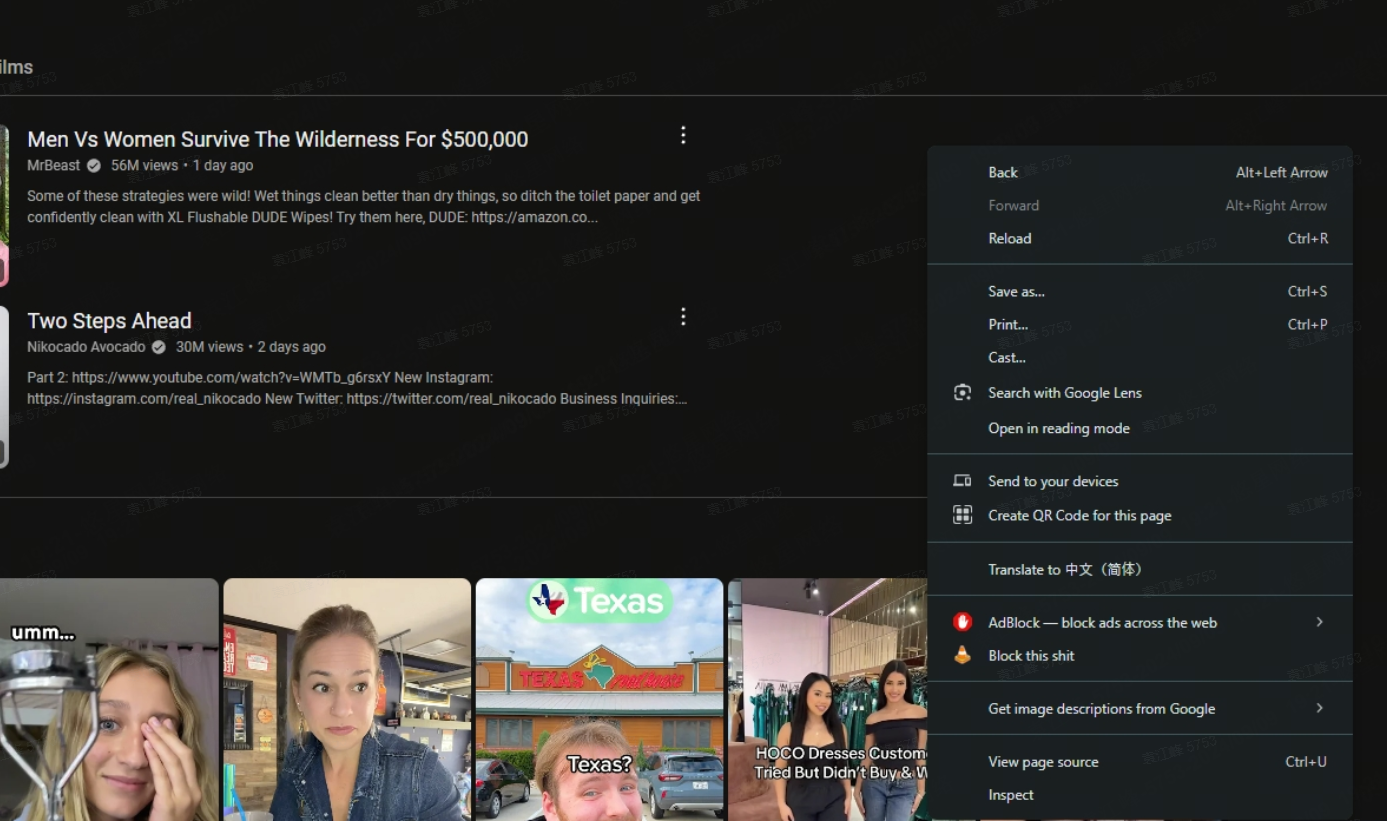 ilms
Men Vs Women Survive The Wilderness For $500,000
MrBeast 56M views • 1 day ago
Some of these strategies were wild! Wet things clean better than dry things, so ditch the toilet paper and get
confidently clean with XL Flushable DUDE Wipes! Try them here, DUDE: https://amazon.co...
Two Steps Ahead
Nikocado Avocado 30M views • 2 days ago
Part 2: https://www.youtube.com/watch?v=WMTb_g6rsxY New Instagram:
https://instagram.com/real_nikocado New Twitter: https://twitter.com/real_nikocado Business Inquiries:...
umm...
Texas
TEXAS ROADHOUSE
Texas?
HOCO Dresses Custom
Tried But Didn't Buy & W
Back Alt+Left Arrow
Forward Alt+Right Arrow
Reload Ctrl+R
Save as... Ctrl+S
Print... Ctrl+P
Cast...
Search with Google Lens
Open in reading mode
Send to your devices
Create QR Code for this page
Translate to 中文（简体）
AdBlock — block ads across the web
Block this shit
Get image descriptions from Google
View page source Ctrl+U
Inspect
袁江峰 5753